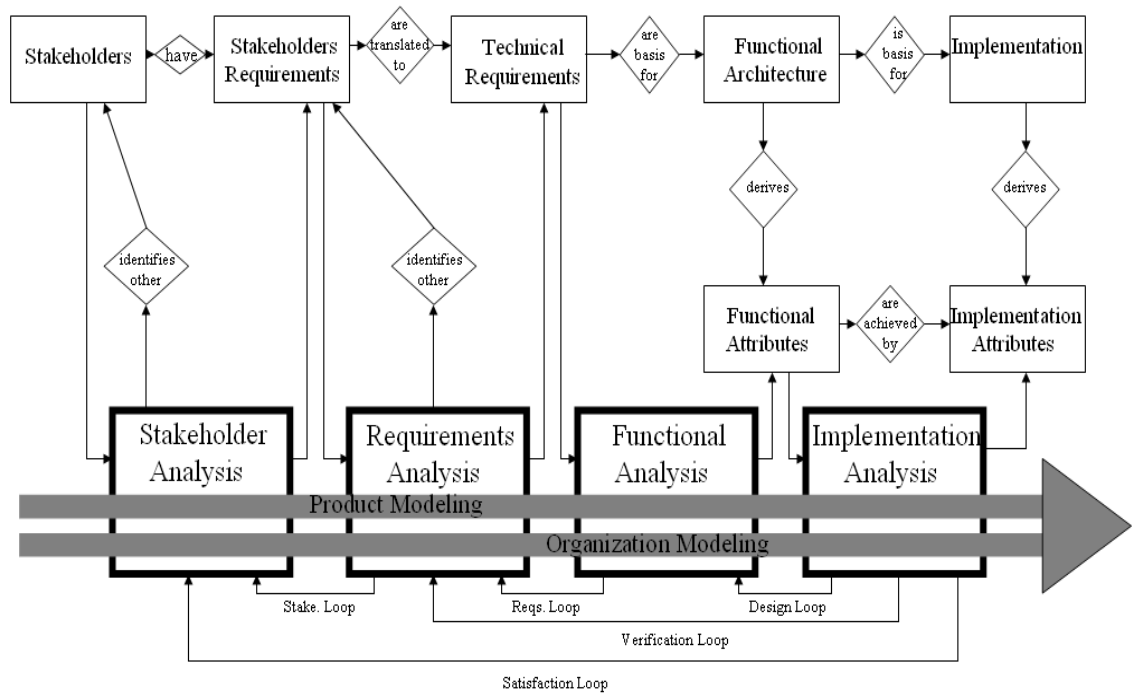 Stakeholders
have
Stakeholders
Requirements
are
translated
to
Technical
Requirements
are
basis
for
Functional
Architecture
is
basis
for
Implementation
derives
derives
identifies
other
identifies
other
Functional
Attributes
are
achieved
by
Implementation
Attributes
Stakeholder
Analysis
Requirements
Analysis
Functional
Analysis
Implementation
Analysis
Product Modeling
Organization Modeling
Stake. Loop
Reqs. Loop
Design Loop
Verification Loop
Satisfaction Loop